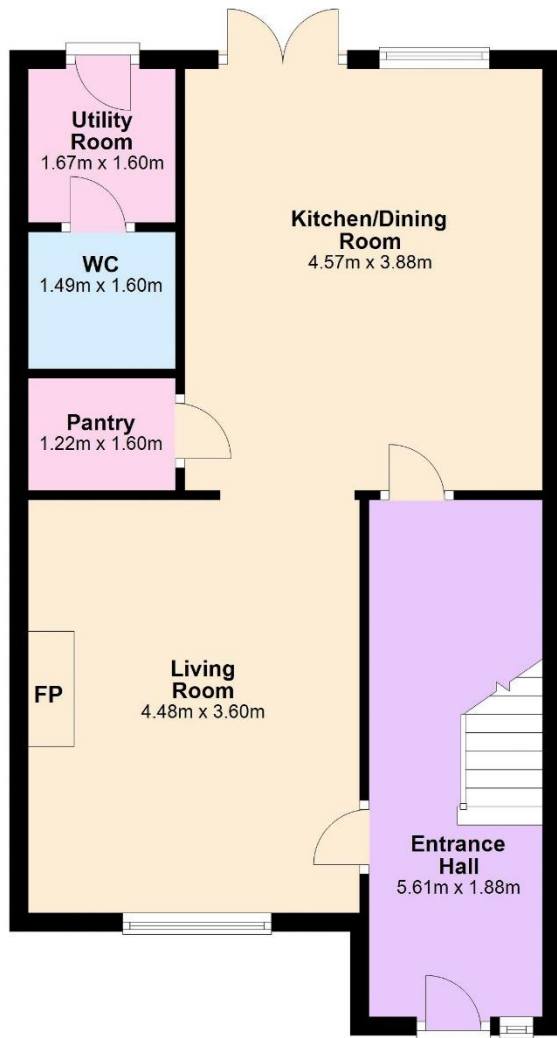 Utility
Room
1.67m x 1.60m
Kitchen/Dining
Room
4.57m x 3.88m
WC
1.49m x 1.60m
Pantry
1.22m x 1.60m
Living
Room
4.48m x 3.60m
FP
Entrance
Hall
5.61m x 1.88m